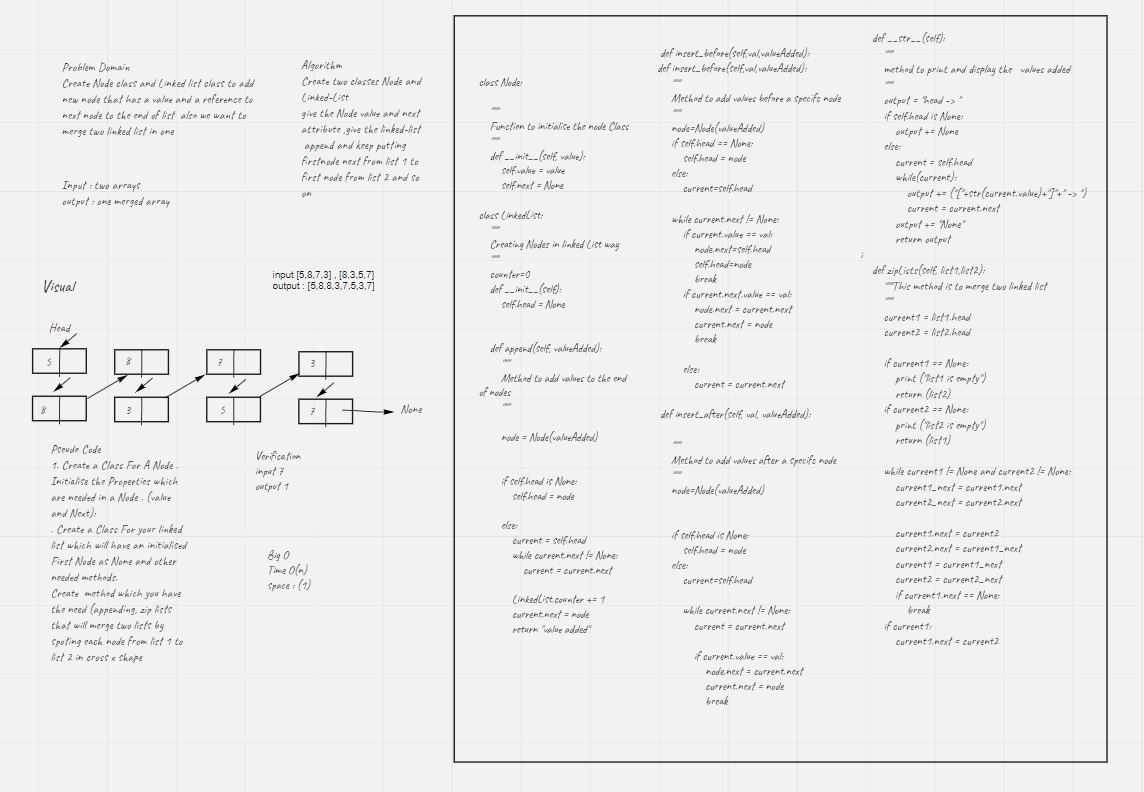 Problem Domain
Create Node class and Linked list class to add
new node that has a value and a reference to
next node to the end of list also we want to
merge two linked list in one
Input : two arrays
output : one merged array
Algorithm
Create two classes Node and
Linked-List
give the Node value and next
attribute ,give the linked-list
append and keep putting
firstnode next from list 1 to
first node from list 2 and so
on
Visual
input [5,8,7,3] , [8,3,5,7]
output : [5,8,8,3,7,5,3,7]
Head
5
8
7
3
8
3
5
7
None
Pseudo Code
1. Create a Class For A Node .
Initialise the Properties which
are needed in a Node . (value
and Next):
. Create a Class For your linked
list which will have an initialised
First Node as None and other
needed methods.
Create method which you have
the need (appending, zip lists
that will merge two lists by
spoting each node from list 1 to
list 2 in cross x shape
Verification
input 7
output 1
Big O
Time O(n)
space : (1)
class Node:
"""
Function to initialise the node Class
"""
def __init__(self, value):
self.value = value
self.next = None
class LinkedList:
"""
Creating Nodes in linked List way
"""
counter=0
def __init__(self):
self.head = None
def append(self, valueAdded):
"""
Method to add values to the end
of nodes
"""
node = Node(valueAdded)
if self.head is None:
self.head = node
else:
current = self.head
while current.next != None:
current = current.next
LinkedList.counter += 1
current.next = node
return "value added"
def insert_before(self,val,valueAdded):
def insert_before(self,val,valueAdded):
"""
Method to add values before a specifc node
"""
node=Node(valueAdded)
if self.head == None:
self.head = node
else:
current=self.head
while current.next != None:
if current.value == val:
node.next=self.head
self.head=node
break
if current.next.value == val:
node.next = current.next
current.next = node
break
else:
current = current.next
def insert_after(self, val, valueAdded):
"""
Method to add values after a specifc node
"""
node=Node(valueAdded)
if self.head is None:
self.head = node
else:
current=self.head
while current.next != None:
current = current.next
if current.value == val:
node.next = current.next
current.next = node
break
def __str__(self):
"""
method to print and display the values added
"""
output = "head -> "
if self.head is None:
output += None
else:
current = self.head
while(current):
output += ("["+str(current.value)+"]"+" -> ")
current = current.next
output += "None"
return output
i
def zipLists(self, list1,list2):
"""This method is to merge two linked list
"""
current1 = list1.head
current2 = list2.head
if current1 == None:
print ("list1 is empty")
return (list2)
if current2 == None:
print ("list2 is empty")
return (list1)
while current1 != None and current2 != None:
current1_next = current1.next
current2_next = current2.next
current1.next = current2
current2.next = current1_next
current1 = current1_next
current2 = current2_next
if current1.next == None:
break
if current1:
current1.next = current2